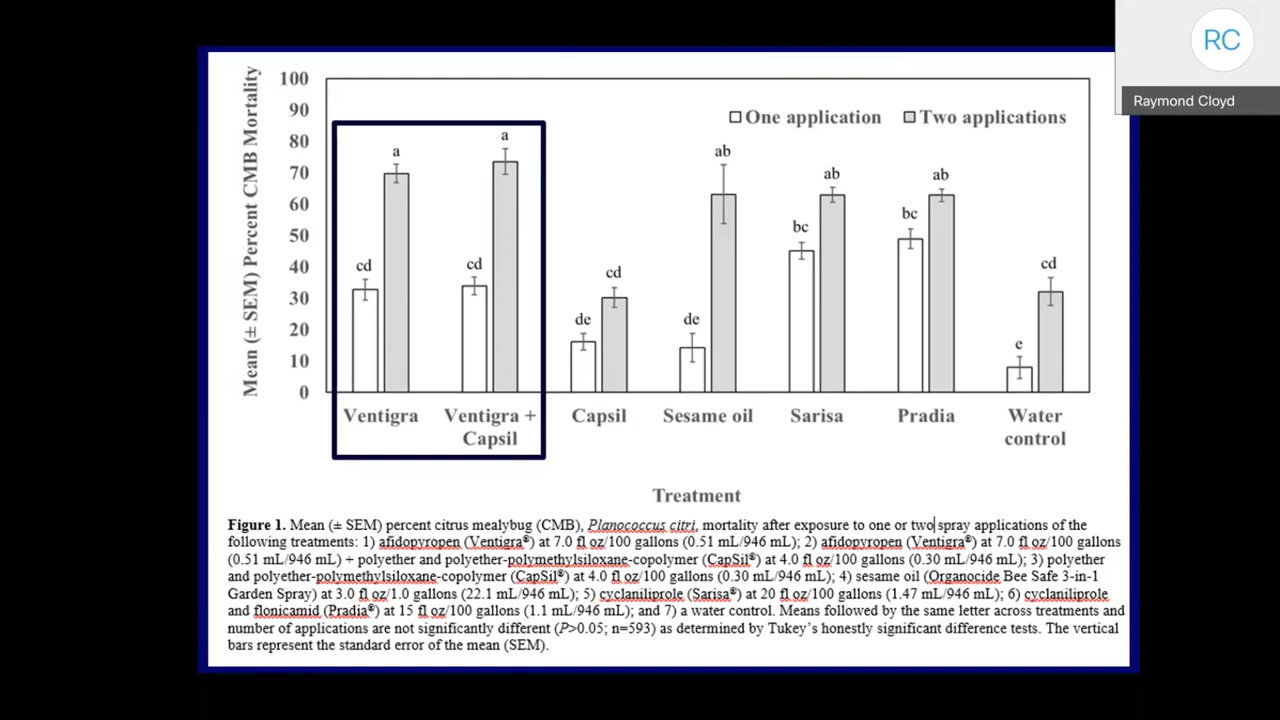 RC
Raymond Cloyd
Mean (± SEM) Percent CMB Mortality
100
90
80
70
60
50
40
30
20
10
0
One application
Two applications
cd
a
cd
a
de
cd
de
ab
bc
ab
bc
ab
e
cd
Ventigra
Ventigra + Capsil
Capsil
Sesame oil
Sarisa
Pradia
Water control
Treatment
Figure 1. Mean (± SEM) percent citrus mealybug (CMB), Planococcus citri, mortality after exposure to one or two spray applications of the
following treatments: 1) afidopyropen (Ventigra®) at 7.0 fl oz/100 gallons (0.51 mL/946 mL); 2) afidopyropen (Ventigra®) at 7.0 fl oz/100 gallons
(0.51 mL/946 mL) + polyether and polyether-polymethylsiloxane-copolymer (CapSil®) at 4.0 fl oz/100 gallons (0.30 mL/946 mL); 3) polyether
and polyether-polymethylsiloxane-copolymer (CapSil®) at 4.0 fl oz/100 gallons (0.30 mL/946 mL); 4) sesame oil (Organocide Bee Safe 3-in-1
Garden Spray) at 3.0 fl oz/1.0 gallons (22.1 mL/946 mL); 5) cyclaniliprole (Sarisa®) at 20 fl oz/100 gallons (1.47 mL/946 mL); 6) cyclaniliprole
and flonicamid (Pradia®) at 15 fl oz/100 gallons (1.1 mL/946 mL); and 7) a water control. Means followed by the same letter across treatments and
number of applications are not significantly different (P>0.05; n=593) as determined by Tukey's honestly significant difference tests. The vertical
bars represent the standard error of the mean (SEM).